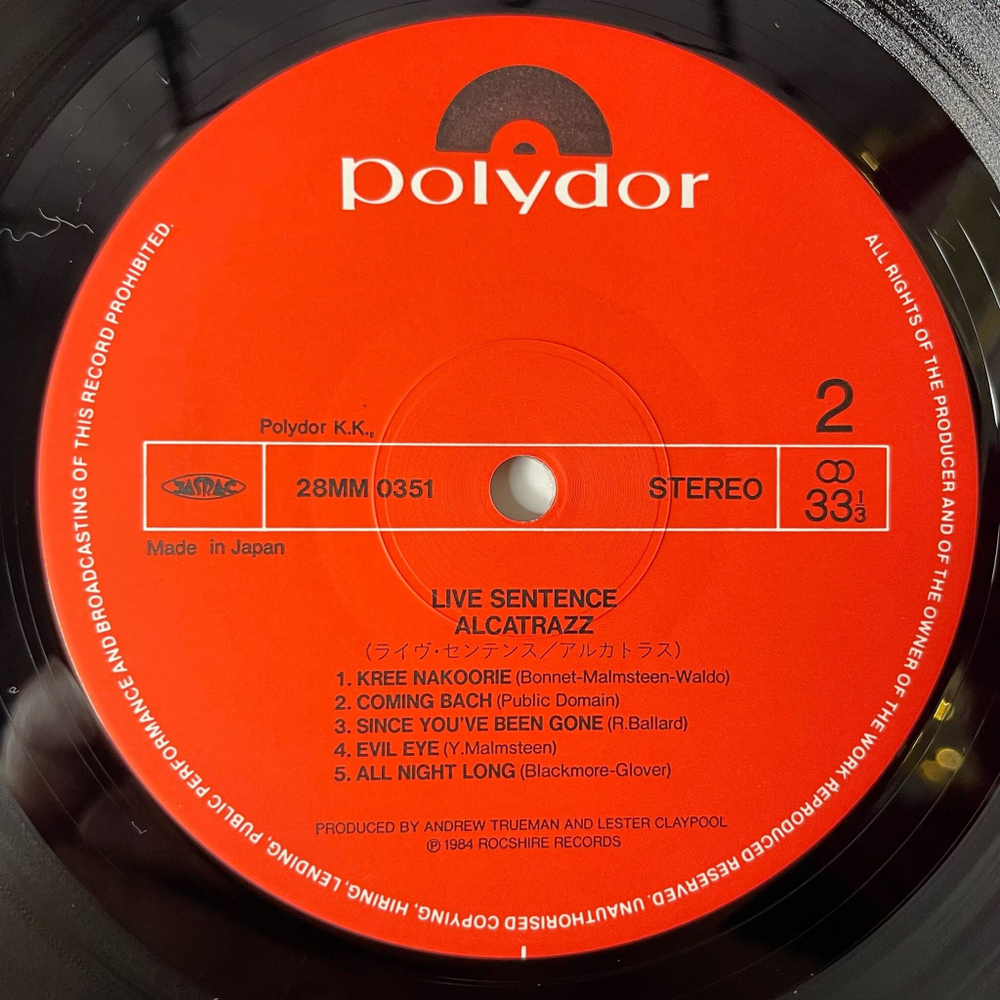 polydor
ALL RIGHTS OF THE PRODUCER AND OF THE OWNER OF THE WORK REPRODUCED RESERVED. UNAUTHORISED COPYING, HIRING, LENDING, PUBLIC PERFORMANCE AND BROADCASTING OF THIS RECORD PROHIBITED.
2
Polydor K.K.
JASRAC 28MM 0351 STEREO 33 1/3
Made in Japan
LIVE SENTENCE
ALCATRAZZ
(ライヴ・センテンス／アルカトラス)
1. KREE NAKOORIE (Bonnet-Malmsteen-Waldo)
2. COMING BACH (Public Domain)
3. SINCE YOU'VE BEEN GONE (R.Ballard)
4. EVIL EYE (Y.Malmsteen)
5. ALL NIGHT LONG (Blackmore-Glover)
PRODUCED BY ANDREW TRUEMAN AND LESTER CLAYPOOL
℗ 1984 ROCSHIRE RECORDS